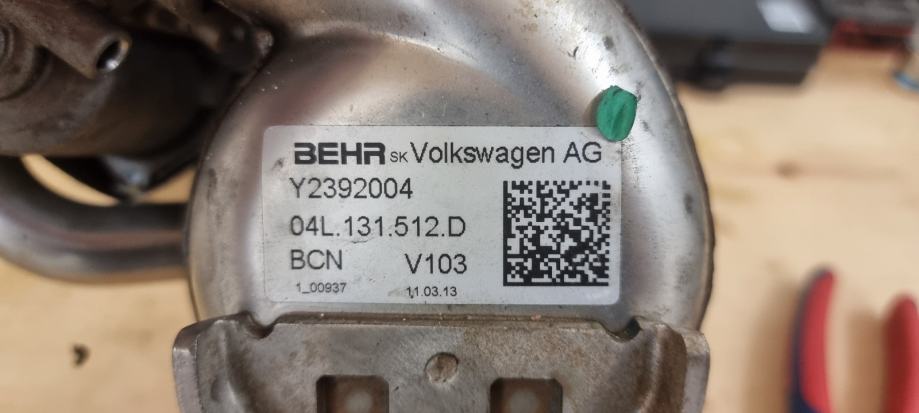 BEHR SK Volkswagen AG
Y2392004
04L.131.512.D
BCN V103
1_00937 11.03.13